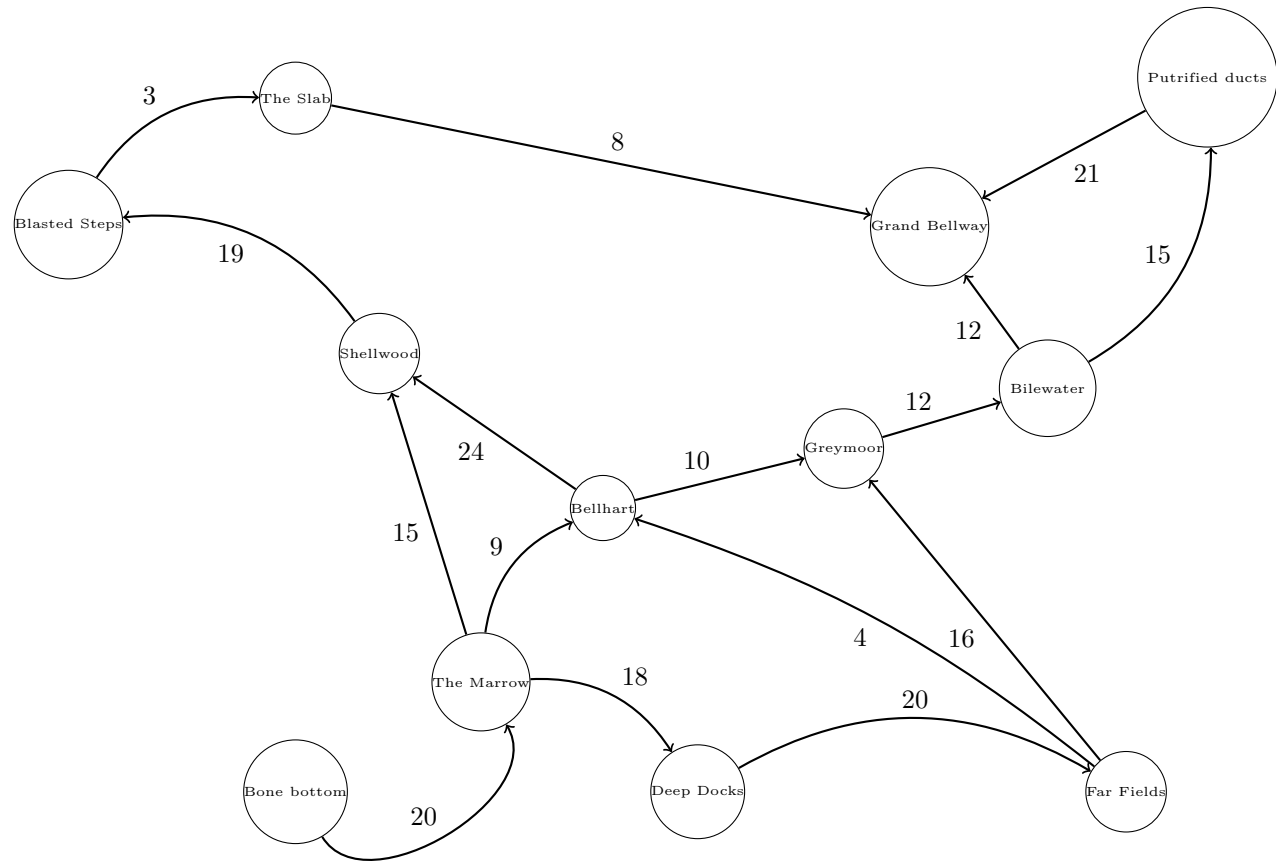 Putrified ducts
3
The Slab
8
21
Blasted Steps
Grand Bellway
19
15
12
Shellwood
Bilewater
12
Greymoor
24
10
Bellhart
15
9
4
16
18
The Marrow
20
Bone bottom
Deep Docks
Far Fields
20